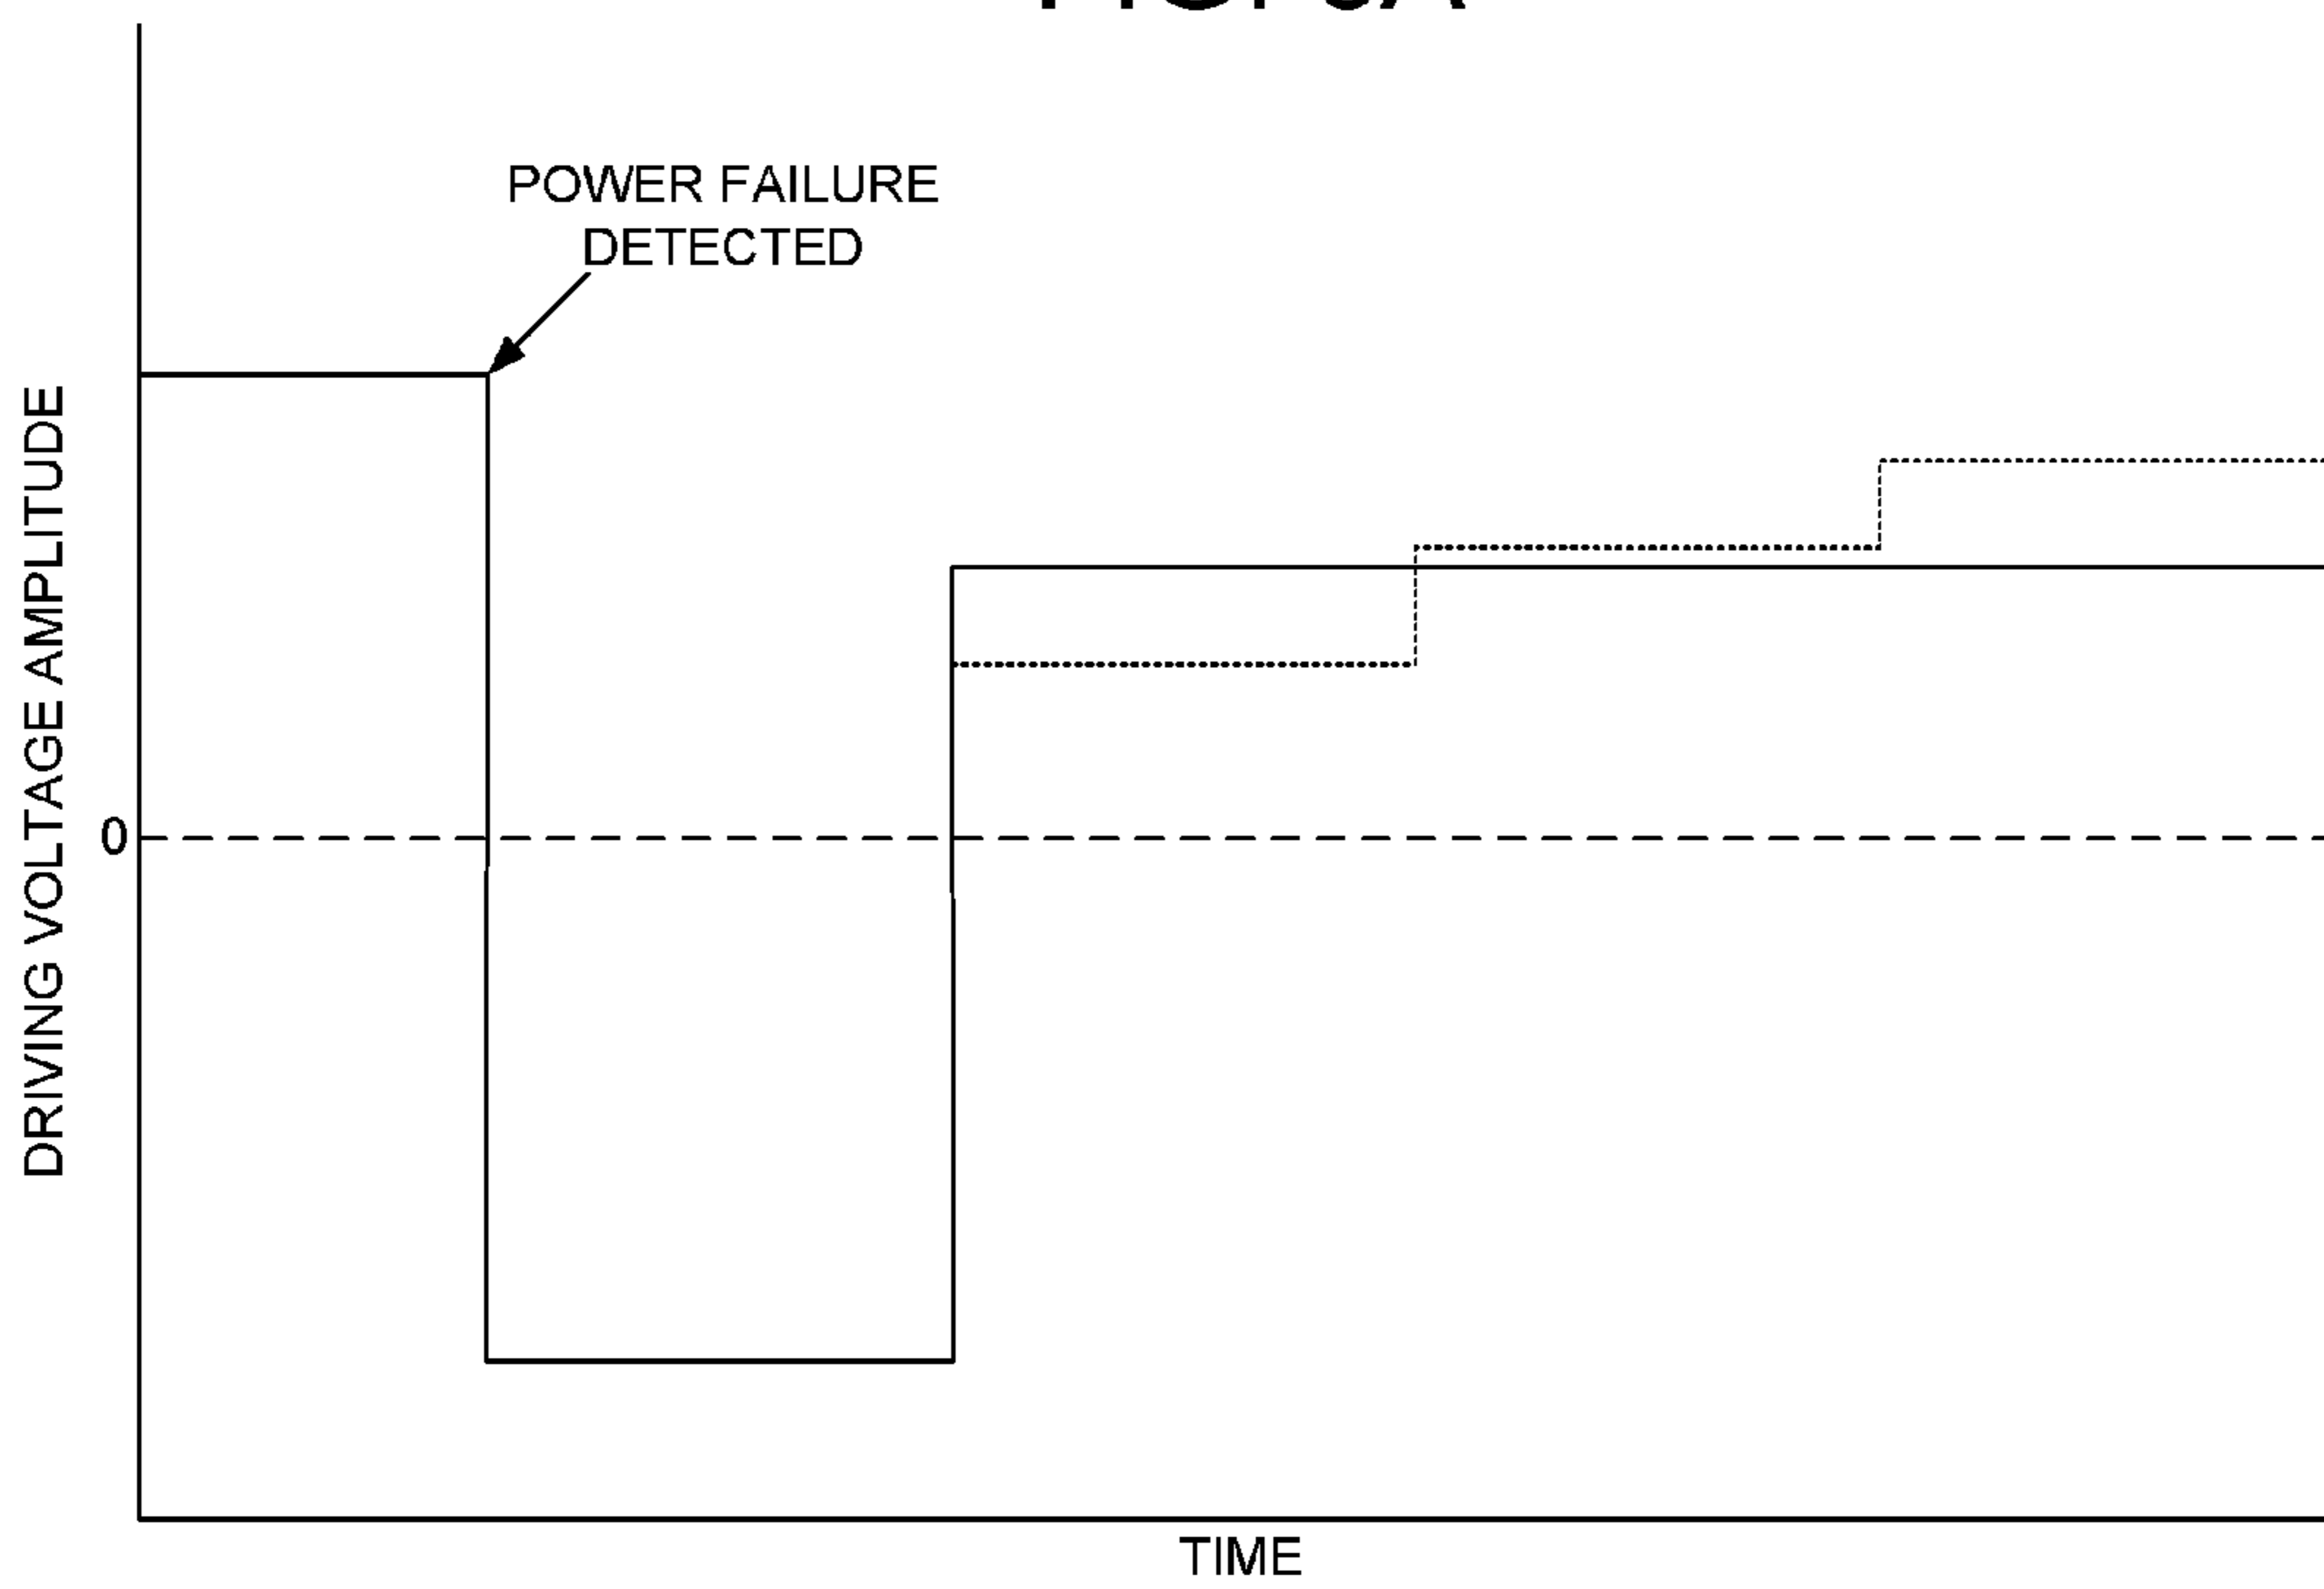 POWER FAILURE
DETECTED
DRIVING VOLTAGE AMPLITUDE
0
TIME